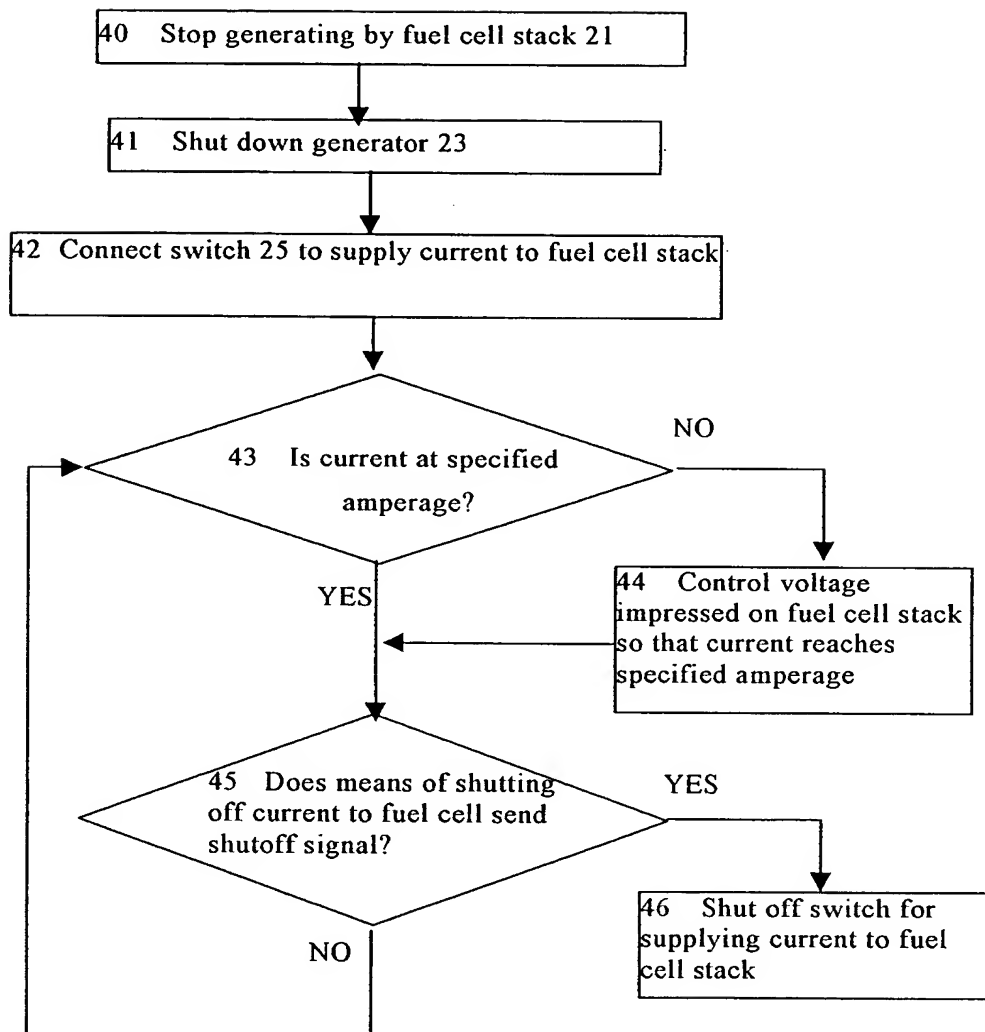 40 Stop generating by fuel cell stack 21
41 Shut down generator 23
42 Connect switch 25 to supply current to fuel cell stack
43 Is current at specified
amperage?
NO
YES
44 Control voltage
impressed on fuel cell stack
so that current reaches
specified amperage
45 Does means of shutting
off current to fuel cell send
shutoff signal?
YES
NO
46 Shut off switch for
supplying current to fuel
cell stack